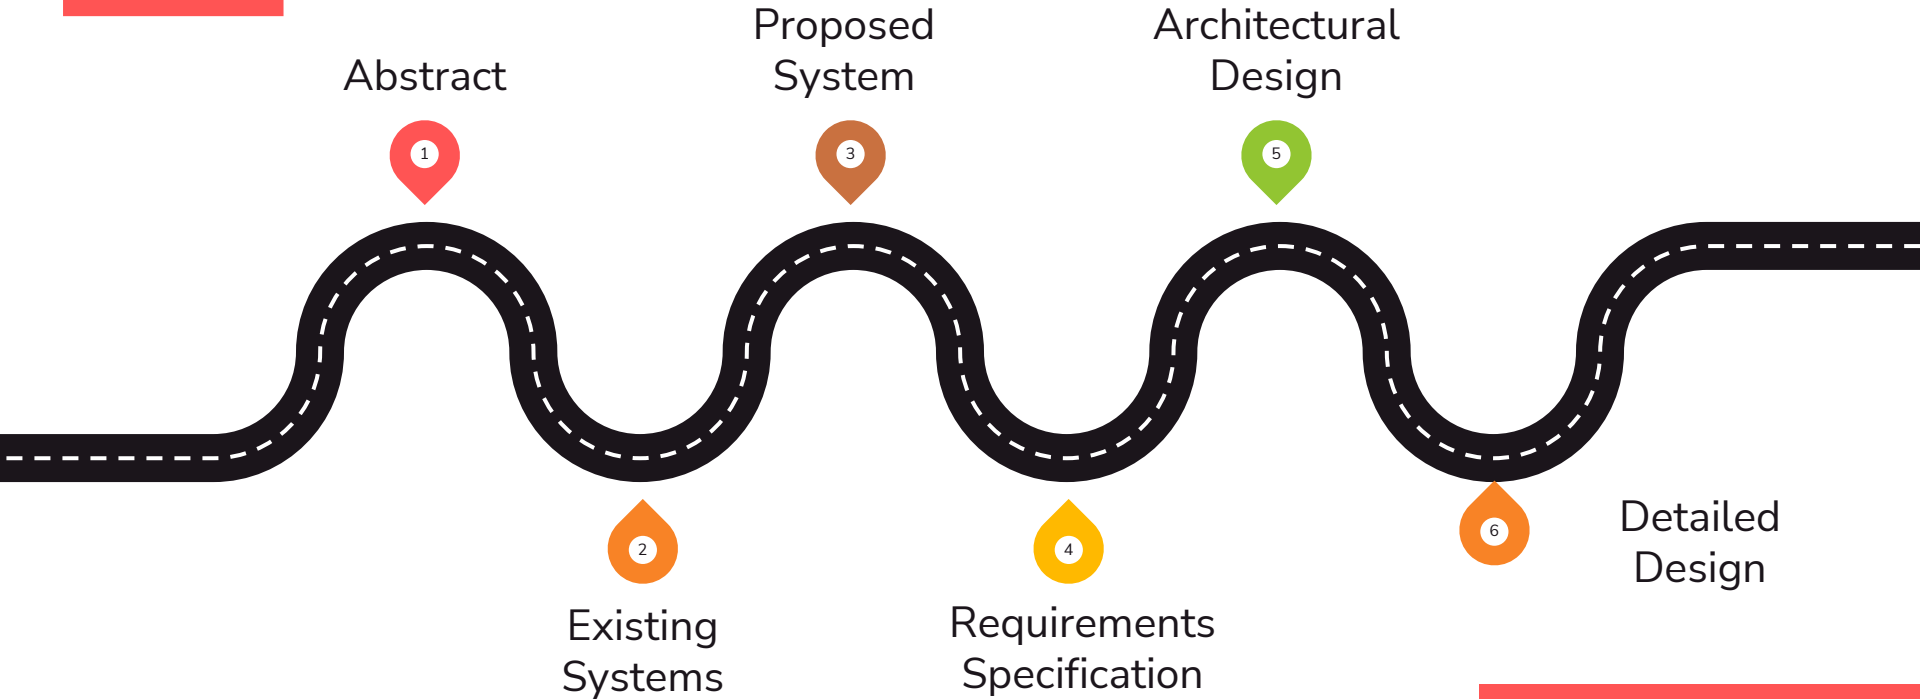 Abstract
1
Existing
Systems
2
Proposed
System
3
Requirements
Specification
4
Architectural
Design
5
Detailed
Design
6